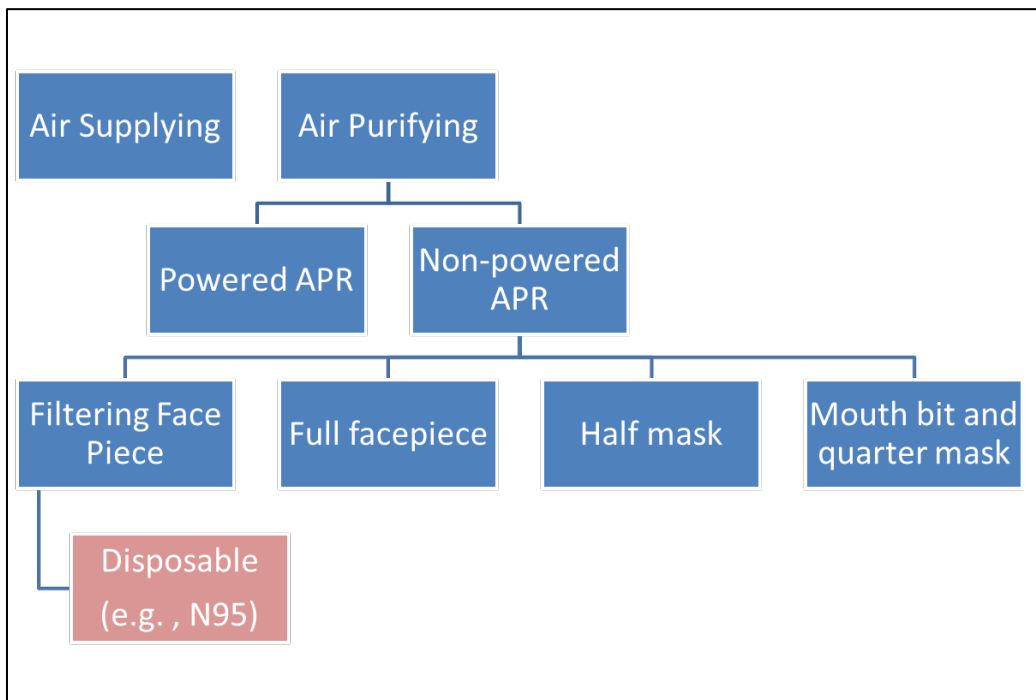 Air Supplying
Air Purifying
Powered APR
Non-powered
APR
Filtering Face
Piece
Full facepiece
Half mask
Mouth bit and
quarter mask
Disposable
(e.g. , N95)